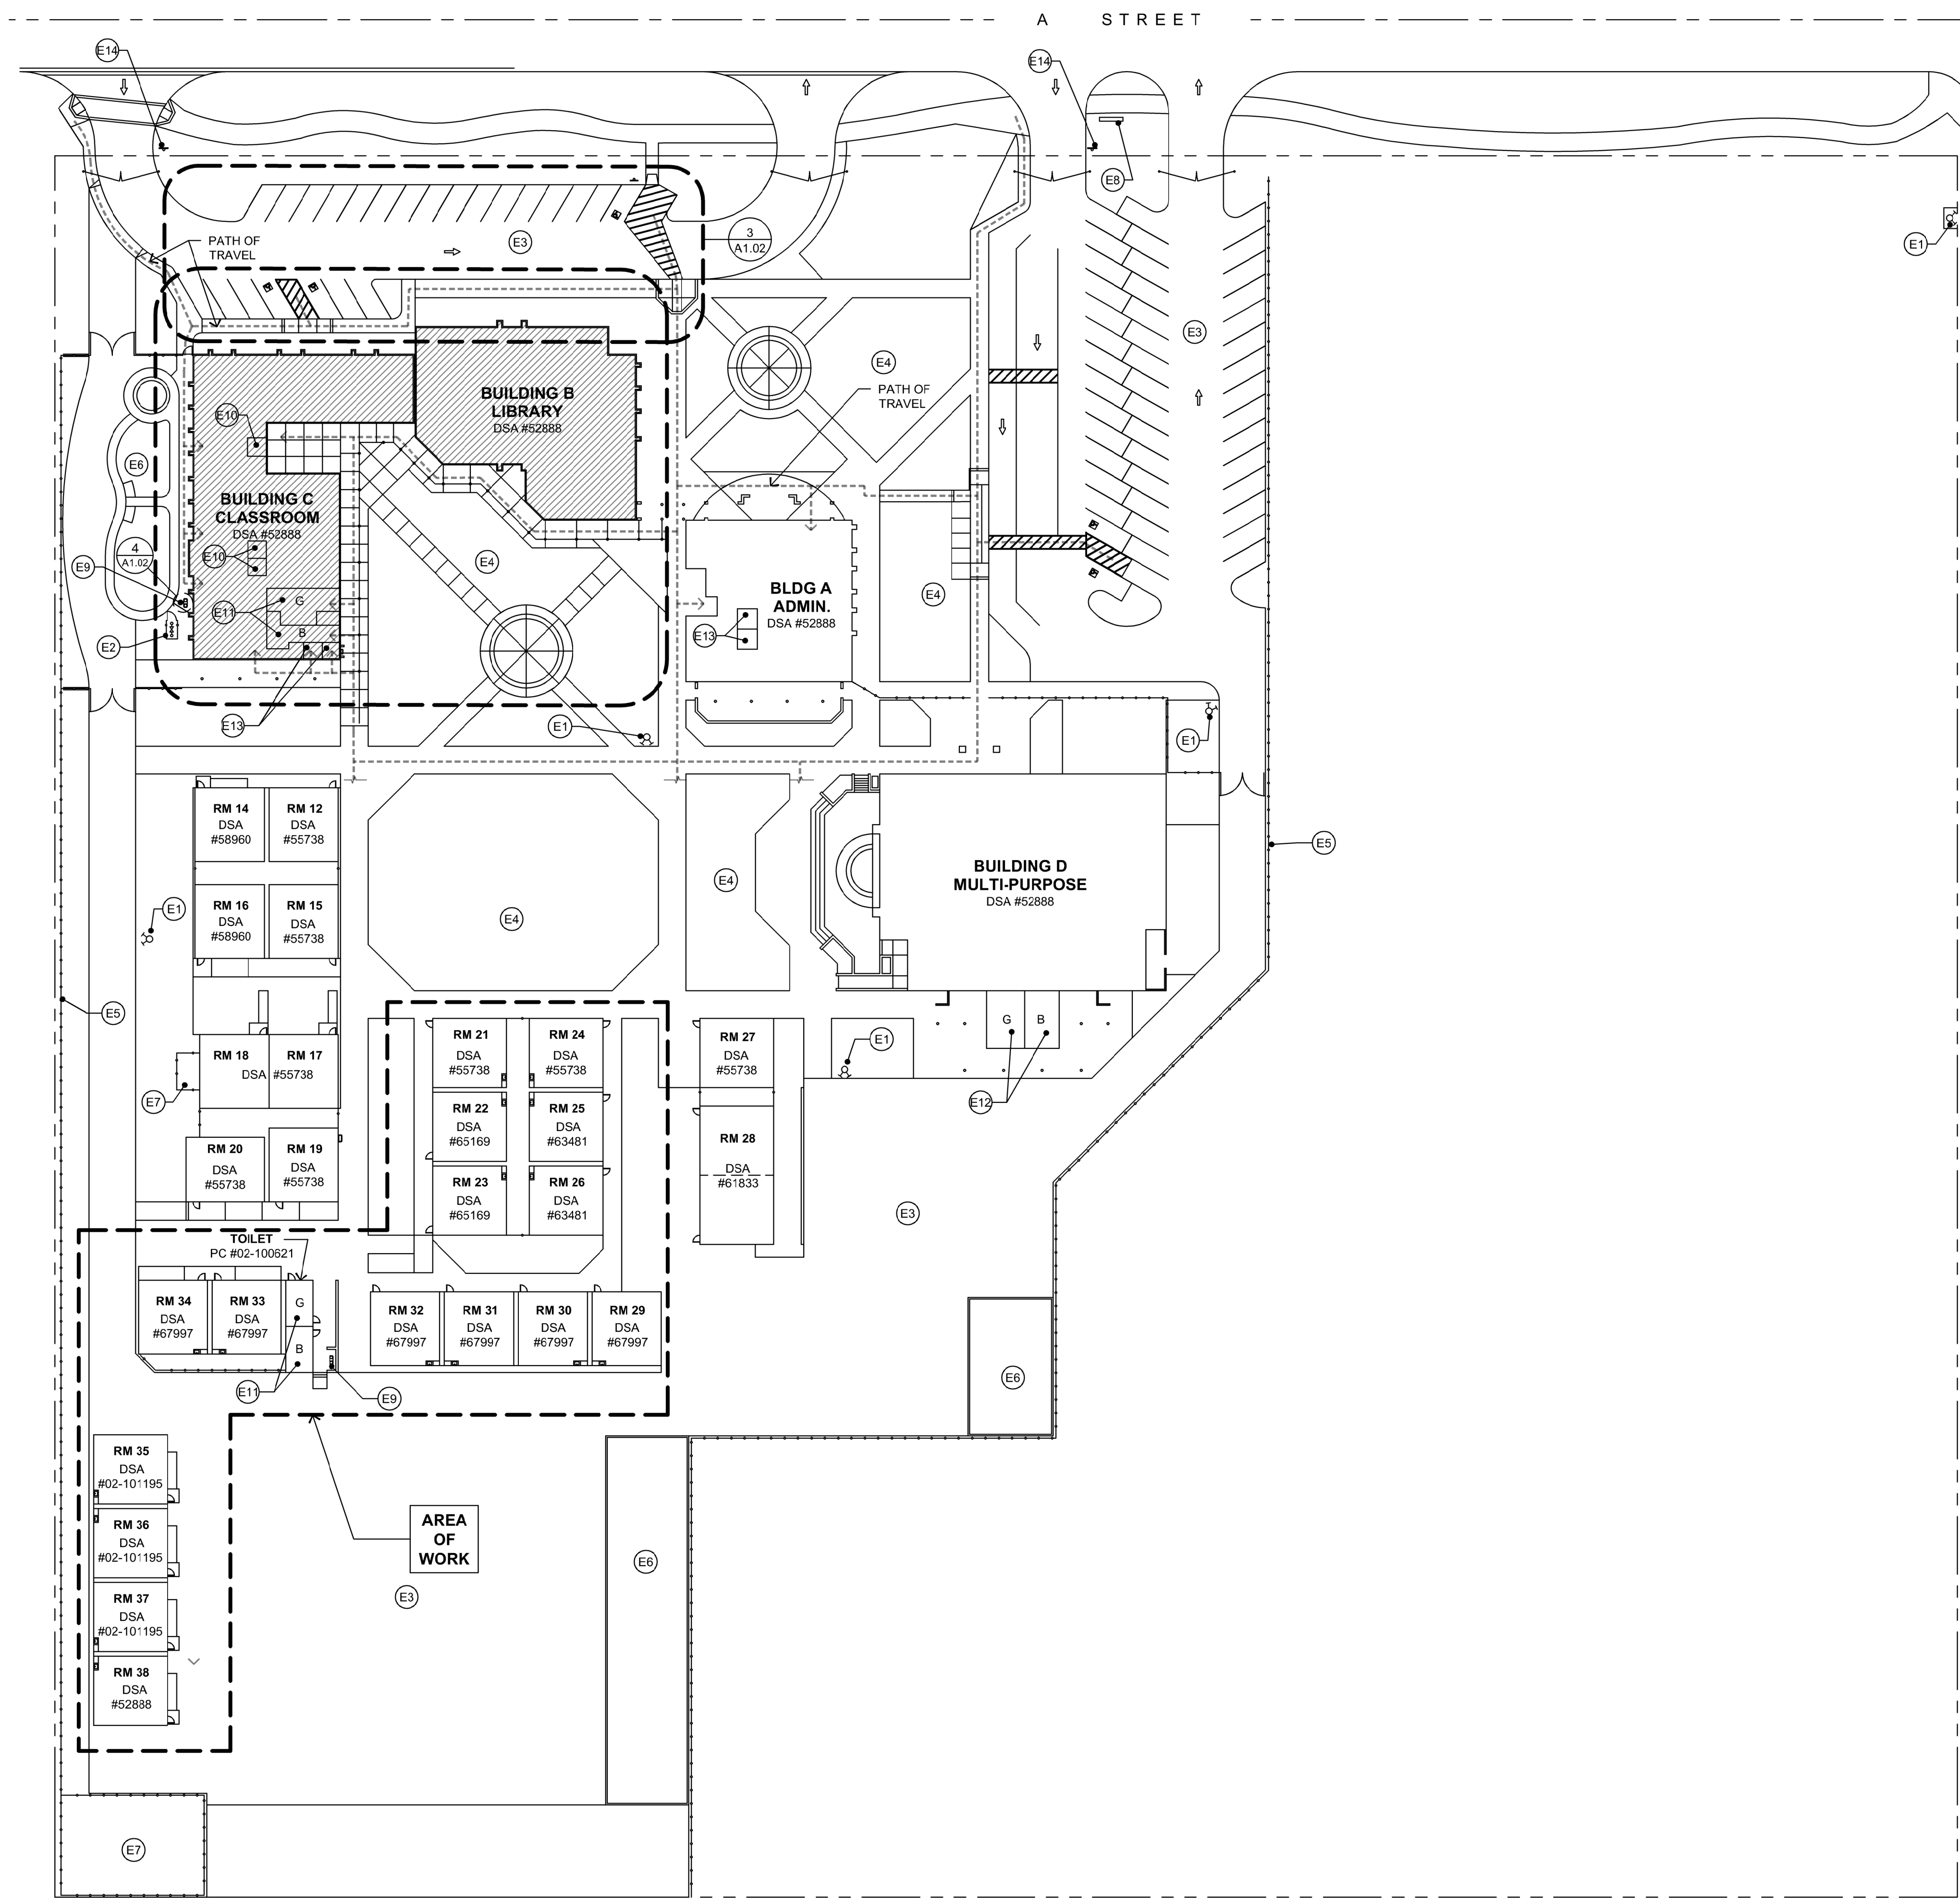 A STREET
E14
E14
E8
E1
PATH OF
TRAVEL
E3
3
A1.02
E3
E4
PATH OF
TRAVEL
BUILDING B
LIBRARY
DSA #52888
E10
E6
BUILDING C
CLASSROOM
DSA #52888
4
A1.02
E10
E9
E4
E11
G
B
E2
E13
BLDG A
ADMIN.
DSA #52888
E13
E4
E1
E1
RM 14
DSA
#58960
RM 12
DSA
#55738
RM 16
DSA
#58960
RM 15
DSA
#55738
E1
E4
E4
BUILDING D
MULTI-PURPOSE
DSA #52888
E5
E5
RM 18
RM 17
DSA #55738
E7
RM 20
DSA
#55738
RM 19
DSA
#55738
RM 21
DSA
#55738
RM 24
DSA
#55738
RM 22
DSA
#65169
RM 25
DSA
#63481
RM 23
DSA
#65169
RM 26
DSA
#63481
RM 27
DSA
#55738
RM 28
DSA
#61833
E1
G
B
E12
E3
TOILET
PC #02-100621
RM 34
DSA
#67997
RM 33
DSA
#67997
G
B
E11
E9
RM 32
DSA
#67997
RM 31
DSA
#67997
RM 30
DSA
#67997
RM 29
DSA
#67997
E6
RM 35
DSA
#02-101195
RM 36
DSA
#02-101195
RM 37
DSA
#02-101195
RM 38
DSA
#52888
AREA
OF
WORK
E3
E6
E7